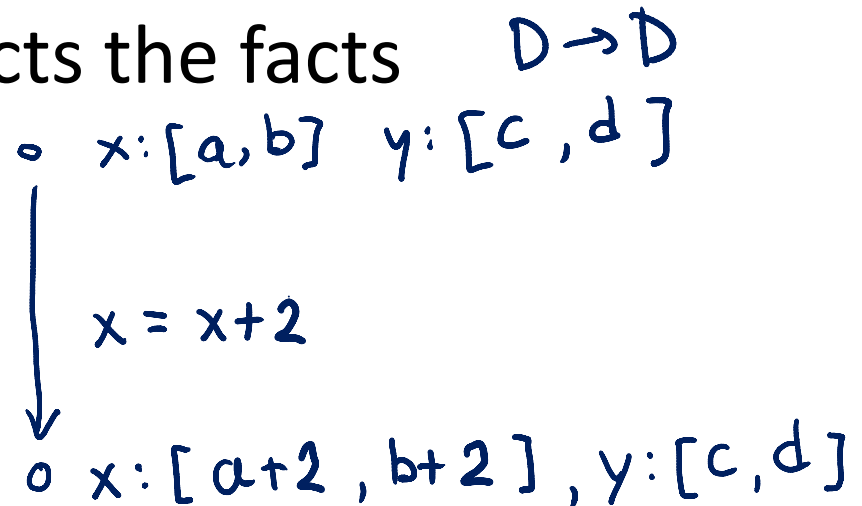 cts the facts D → D
x:[a,b] y:[c,d]
x = x+2
x:[a+2,b+2],y:[c,d]